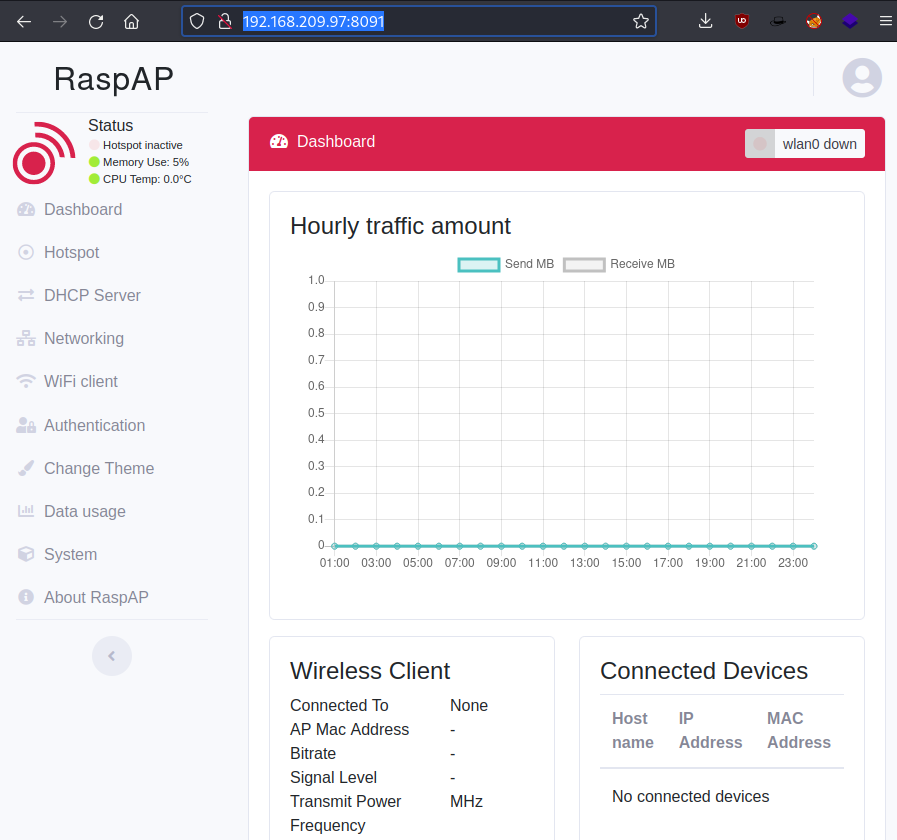 192.168.209.97:8091
RaspAP
Status
Hotspot inactive
Memory Use: 5%
CPU Temp: 0.0°C
Dashboard
Hotspot
DHCP Server
Networking
WiFi client
Authentication
Change Theme
Data usage
System
About RaspAP
Dashboard
wlan0 down
Hourly traffic amount
Send MB Receive MB
1.0
0.9
0.8
0.7
0.6
0.5
0.4
0.3
0.2
0.1
0
01:00 03:00 05:00 07:00 09:00 11:00 13:00 15:00 17:00 19:00 21:00 23:00
Wireless Client
Connected To None
AP Mac Address -
Bitrate -
Signal Level -
Transmit Power MHz
Frequency
Connected Devices
Host name IP Address MAC Address
No connected devices